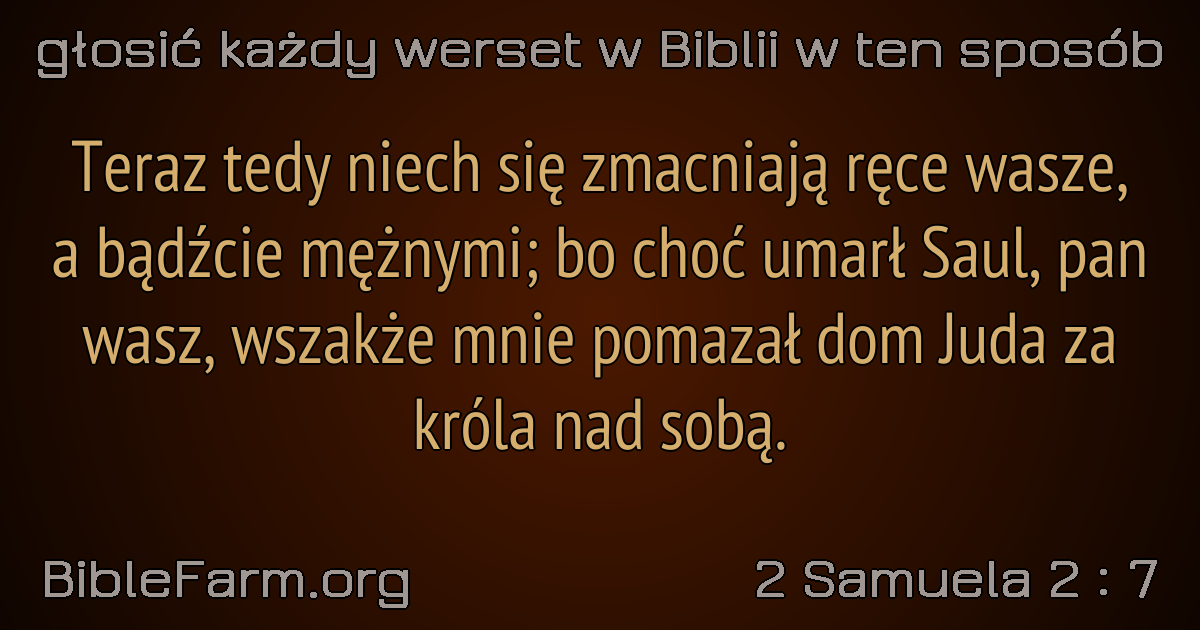 głosić każdy werset w Biblii w ten sposób
Teraz tedy niech się zmacniają ręce wasze,
a bądźcie mężnymi; bo choć umarł Saul, pan
wasz, wszakże mnie pomazał dom Juda za
króla nad sobą.
BibleFarm.org
2 Samuela 2 : 7